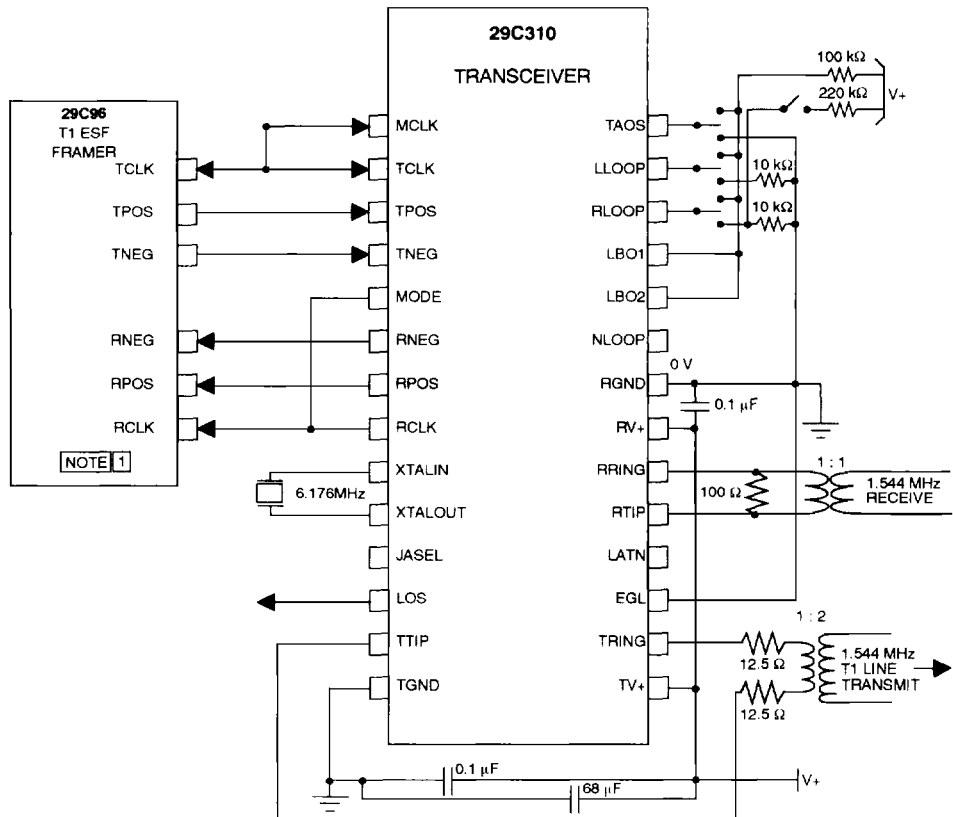 29C310
TRANSCEIVER
29C96
T1 ESF
FRAMER
TCLK
TPOS
TNEG
RNEG
RPOS
RCLK
NOTE 1
MCLK
TCLK
TPOS
TNEG
MODE
RNEG
RPOS
RCLK
XTALIN
XTALOUT
JASEL
LOS
TTIP
TGND
6.176MHz
TAOS
LLOOP
RLOOP
LBO1
LBO2
NLOOP
RGND
RV+
RRING
RTIP
LATN
EGL
TRING
TV+
100 kΩ
220 kΩ
V+
10 kΩ
10 kΩ
0 V
0.1 µF
1 : 1
100 Ω
1.544 MHz
RECEIVE
1 : 2
12.5 Ω
12.5 Ω
1.544 MHz
T1 LINE
TRANSMIT
0.1 µF
68 µF
V+